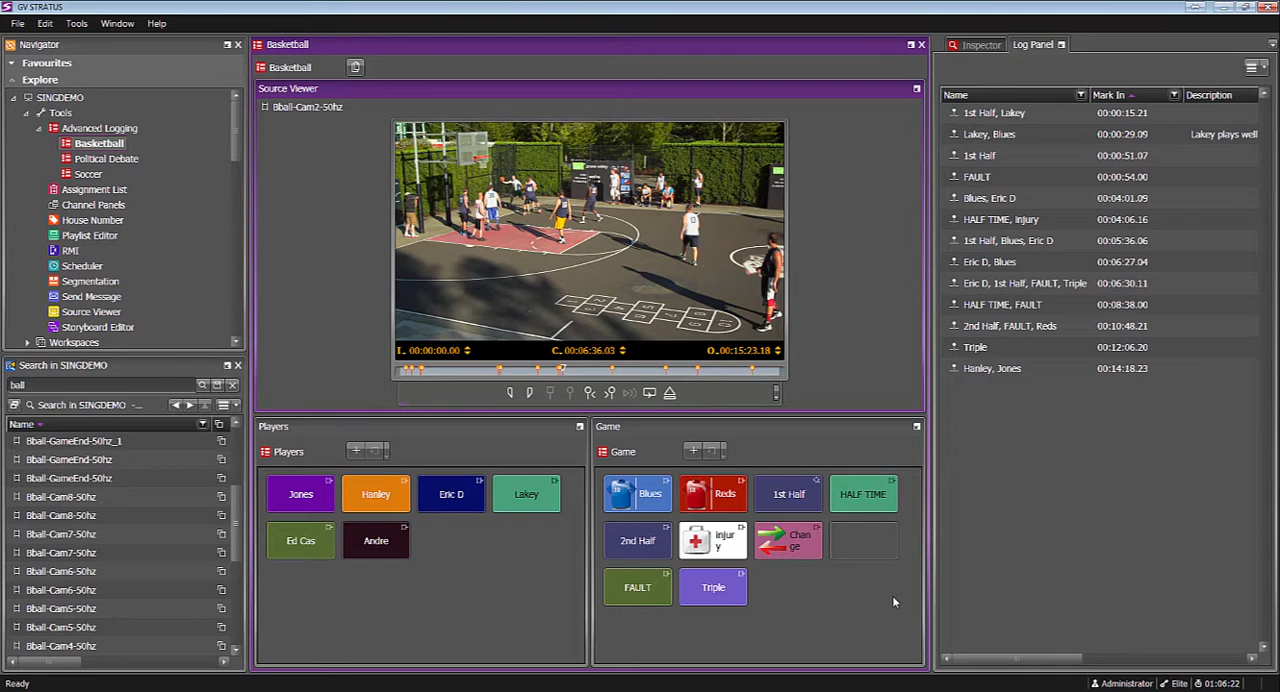 GV STRATUS
File Edit Tools Window Help
Navigator
Favourites
Explore
SINGDEMO
Tools
Advanced Logging
Basketball
Political Debate
Soccer
Assignment List
Channel Panels
House Number
Playlist Editor
RMI
Scheduler
Segmentation
Send Message
Source Viewer
Storyboard Editor
Workspaces
Search in SINGDEMO
ball
Search in SINGDEMO -...
Name
Bball-GameEnd-50hz_1
Bball-GameEnd-50hz
Bball-GameEnd-50hz
Bball-Cam8-50hz
Bball-Cam8-50hz
Bball-Cam7-50hz
Bball-Cam7-50hz
Bball-Cam6-50hz
Bball-Cam6-50hz
Bball-Cam5-50hz
Bball-Cam5-50hz
Bball-Cam4-50hz
Basketball
Basketball
Source Viewer
Bball-Cam2-50hz
I. 00:00:00.00 C. 00:06:36.03 O. 00:15:23.18
Players
Players
Jones Hanley Eric D Lakey
Ed Cas Andre
Game
Game
Blues Reds 1st Half HALF TIME
2nd Half injur
y Chan
ge
FAULT Triple
Inspector Log Panel
Name Mark In Description
1st Half, Lakey 00:00:15.21
Lakey, Blues 00:00:29.09 Lakey plays well
1st Half 00:00:51.07
FAULT 00:00:54.00
Blues, Eric D 00:04:01.09
HALF TIME, injury 00:04:06.16
1st Half, Blues, Eric D 00:05:36.06
Eric D, Blues 00:06:27.04
Eric D, 1st Half, FAULT, Triple 00:06:30.11
HALF TIME, FAULT 00:08:38.00
2nd Half, FAULT, Reds 00:10:48.21
Triple 00:12:06.20
Hanley, Jones 00:14:18.23
Ready
Administrator Elite 01:06:22